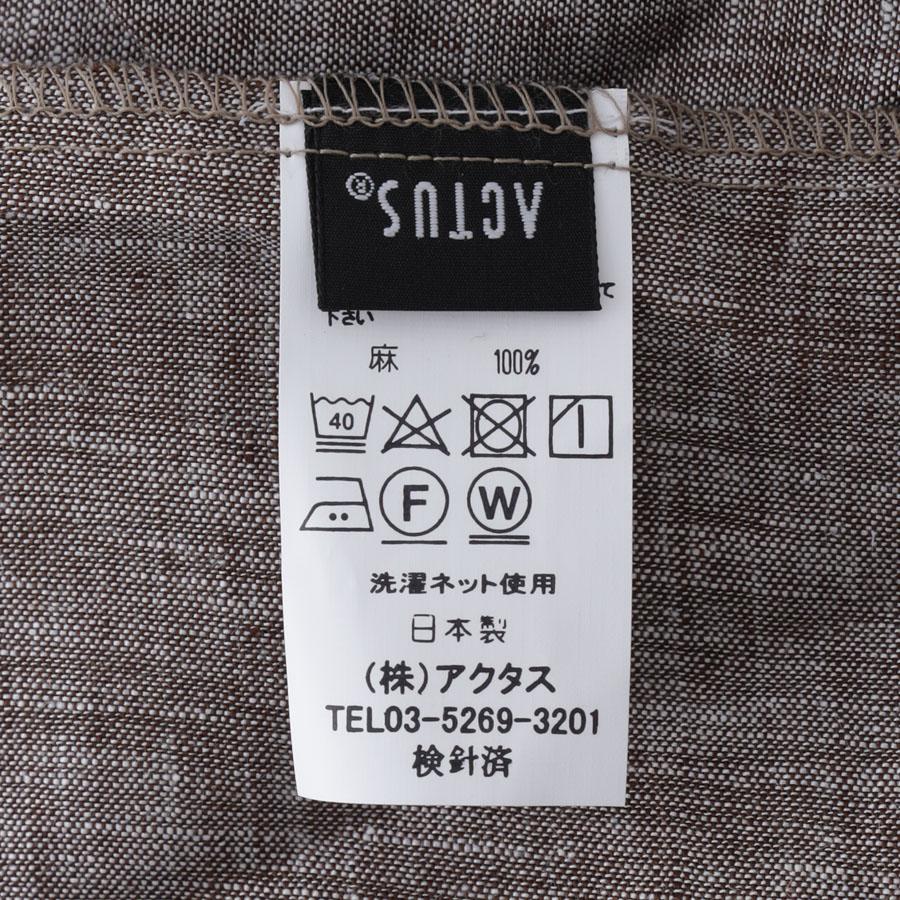 ACTUS®
て
下さい
麻 100%
40
F W
洗濯ネット使用
日本製
(株)アクタス
TEL03-5269-3201
検針済